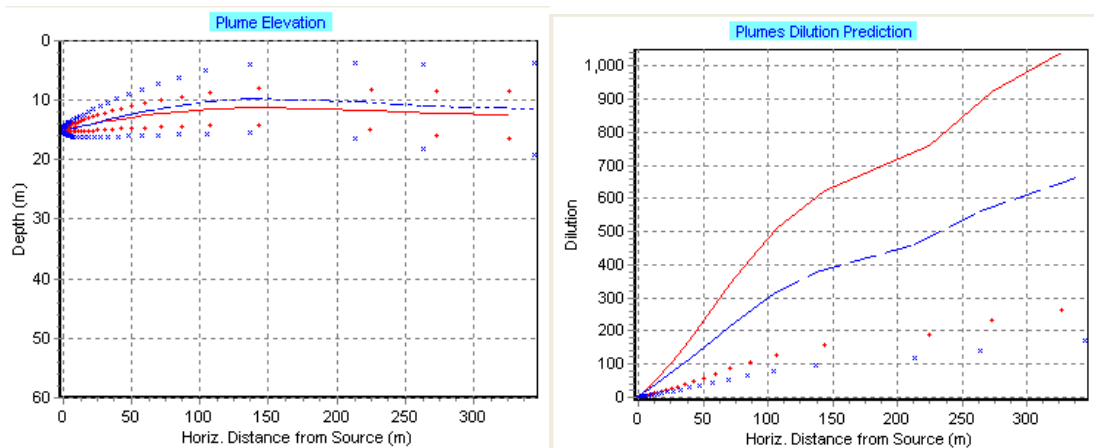 Plume Elevation
0
10
20
30
40
50
60
Depth (m)
0 50 100 150 200 250 300
Horiz. Distance from Source (m)
Plumes Dilution Prediction
1,000
900
800
700
600
500
400
300
200
100
0
Dilution
0 50 100 150 200 250 300
Horiz. Distance from Source (m)